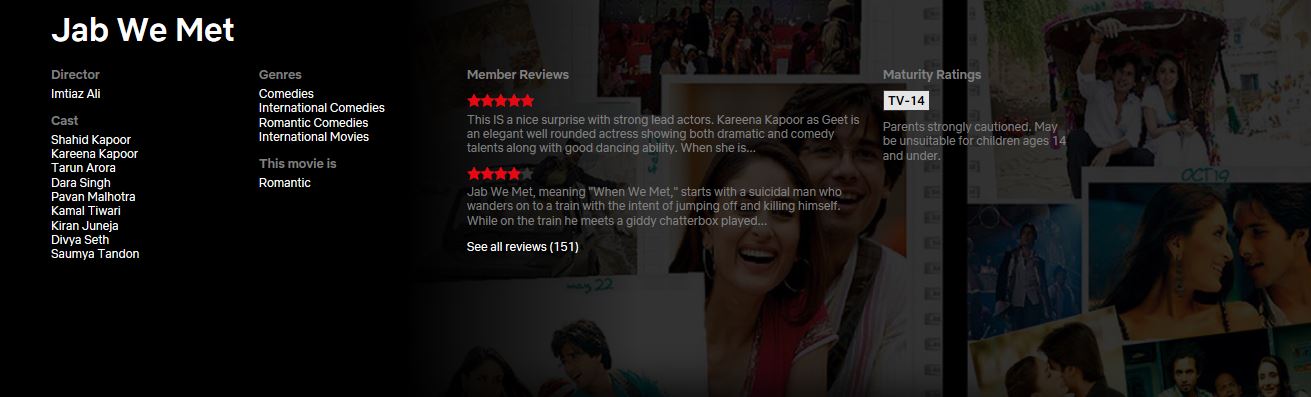 Jab We Met
Director
Imtiaz Ali
Cast
Shahid Kapoor
Kareena Kapoor
Tarun Arora
Dara Singh
Pavan Malhotra
Kamal Tiwari
Kiran Juneja
Divya Seth
Saumya Tandon
Genres
Comedies
International Comedies
Romantic Comedies
International Movies
This movie is
Romantic
Member Reviews
This IS a nice surprise with strong lead actors. Kareena Kapoor as Geet is
an elegant well rounded actress showing both dramatic and comedy
talents along with good dancing ability. When she is...
Jab We Met, meaning "When We Met," starts with a suicidal man who
wanders on to a train with the intent of jumping off and killing himself.
While on the train he meets a giddy chatterbox played...
See all reviews (151)
Maturity Ratings
TV-14
Parents strongly cautioned. May
be unsuitable for children ages 14
and under.
may 22
OCT 19